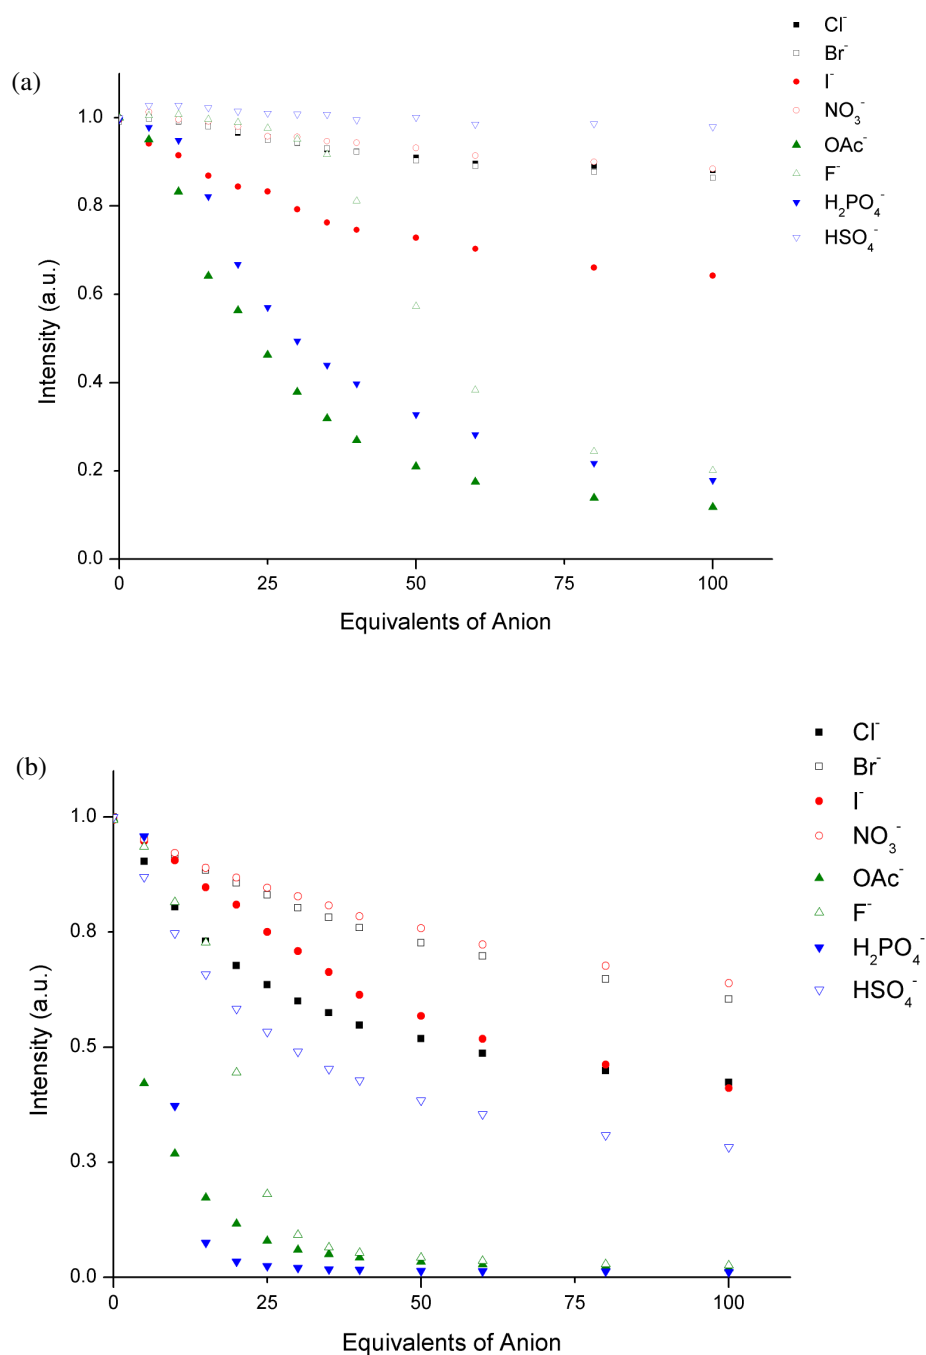 (a)
Cl⁻
Br⁻
I⁻
NO₃⁻
OAc⁻
F⁻
H₂PO₄⁻
HSO₄⁻
1.0
0.8
0.6
0.4
0.2
0.0
Intensity (a.u.)
0 25 50 75 100
Equivalents of Anion
(b)
Cl⁻
Br⁻
I⁻
NO₃⁻
OAc⁻
F⁻
H₂PO₄⁻
HSO₄⁻
1.0
0.8
0.5
0.3
0.0
Intensity (a.u.)
0 25 50 75 100
Equivalents of Anion